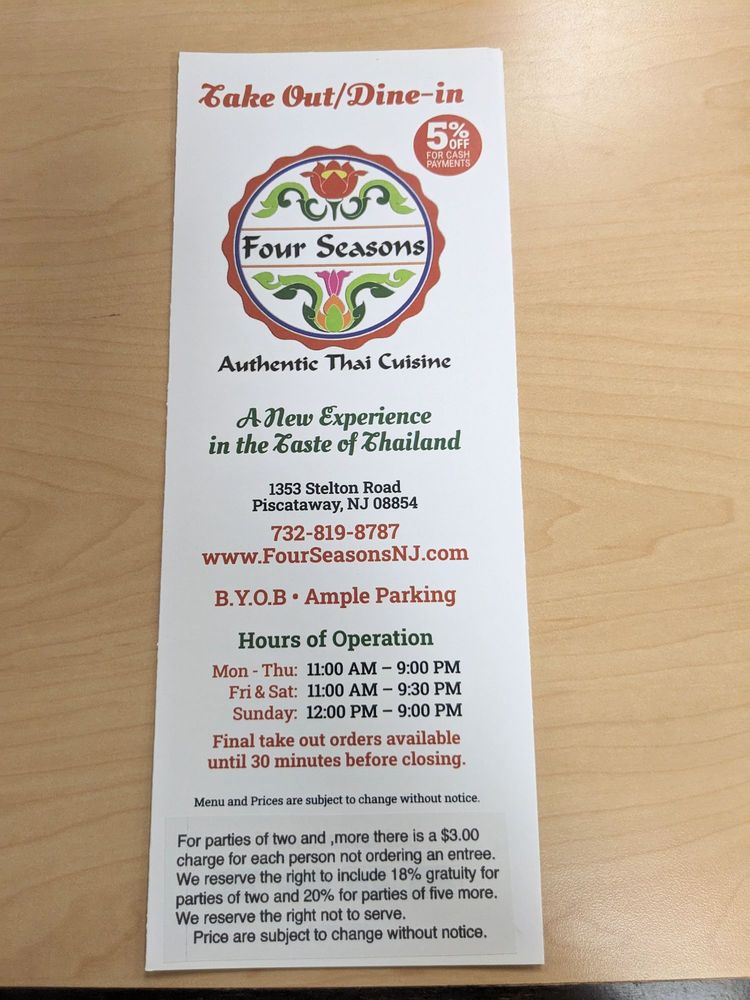 Take Out/Dine-in
5%
OFF
FOR CASH
PAYMENTS
Four Seasons
Authentic Thai Cuisine
A New Experience
in the Taste of Thailand
1353 Stelton Road
Piscataway, NJ 08854
732-819-8787
www.FourSeasonsNJ.com
B.Y.O.B • Ample Parking
Hours of Operation
Mon - Thu: 11:00 AM – 9:00 PM
Fri & Sat: 11:00 AM – 9:30 PM
Sunday: 12:00 PM – 9:00 PM
Final take out orders available
until 30 minutes before closing.
Menu and Prices are subject to change without notice.
For parties of two and ,more there is a $3.00
charge for each person not ordering an entree.
We reserve the right to include 18% gratuity for
parties of two and 20% for parties of five more.
We reserve the right not to serve.
Price are subject to change without notice.